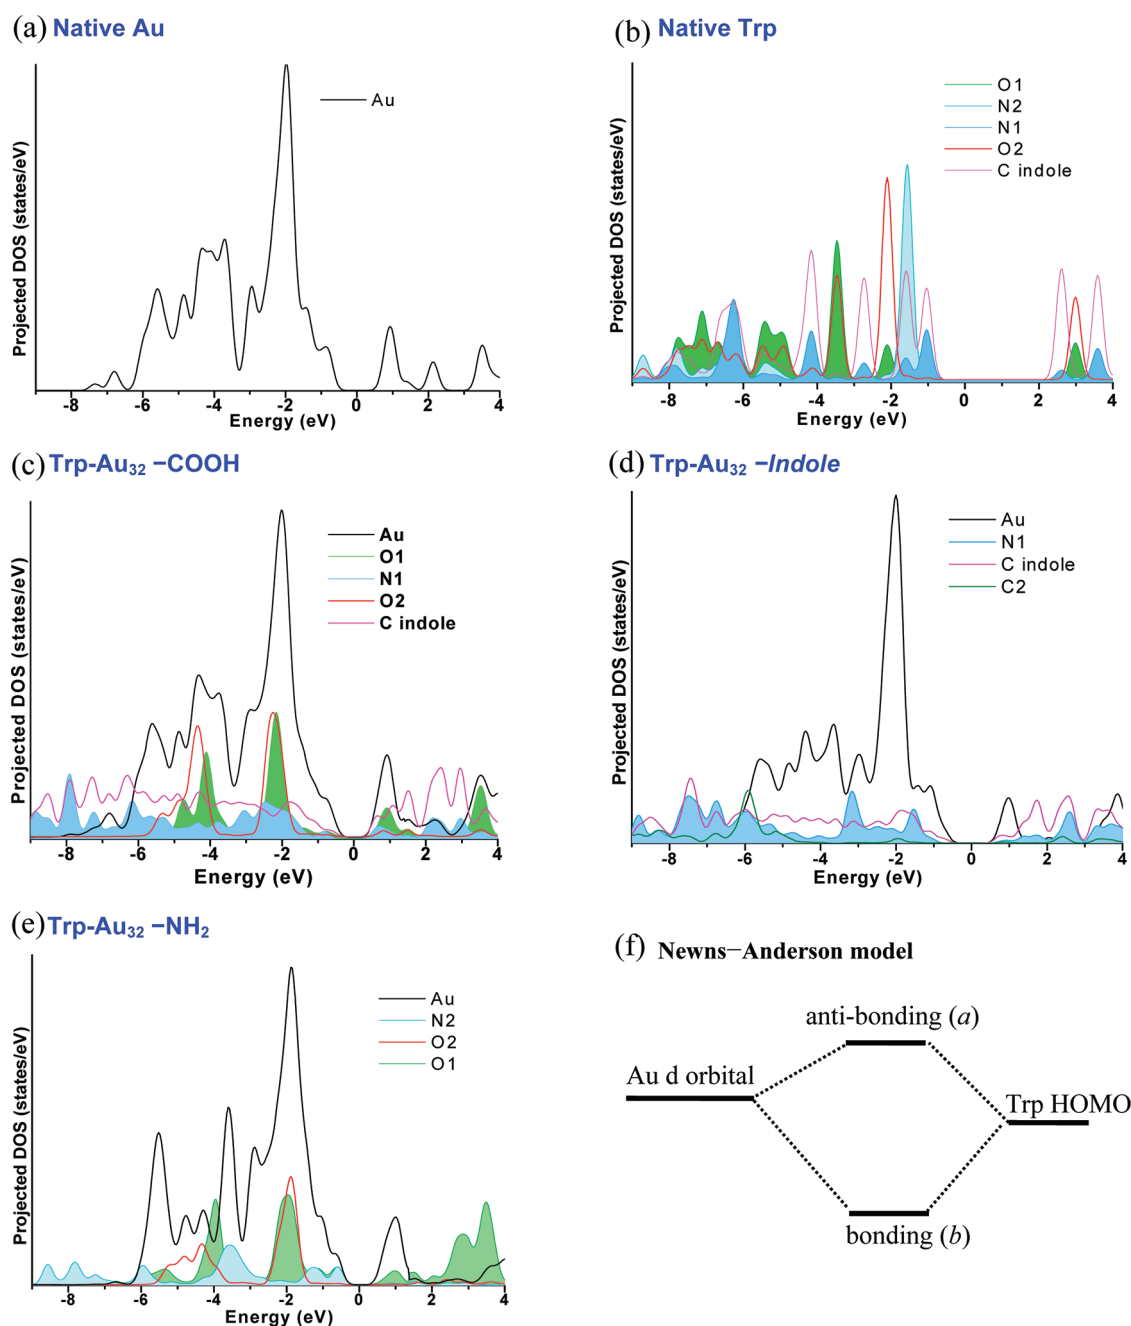 (a) Native Au
Projected DOS (states/eV)
Au
-8 -6 -4 -2 0 2 4
Energy (eV)
(b) Native Trp
Projected DOS (states/eV)
O1
N2
N1
O2
C indole
-8 -6 -4 -2 0 2 4
Energy (eV)
(c) Trp-Au₃₂ −COOH
Projected DOS (states/eV)
Au
O1
N1
O2
C indole
-8 -6 -4 -2 0 2 4
Energy (eV)
(d) Trp-Au₃₂ −Indole
Projected DOS (states/eV)
Au
N1
C indole
C2
-8 -6 -4 -2 0 2 4
Energy (eV)
(e) Trp-Au₃₂ −NH₂
Projected DOS (states/eV)
Au
N2
O2
O1
-8 -6 -4 -2 0 2 4
Energy (eV)
(f) Newns−Anderson model
anti-bonding (a)
Au d orbital
Trp HOMO
bonding (b)